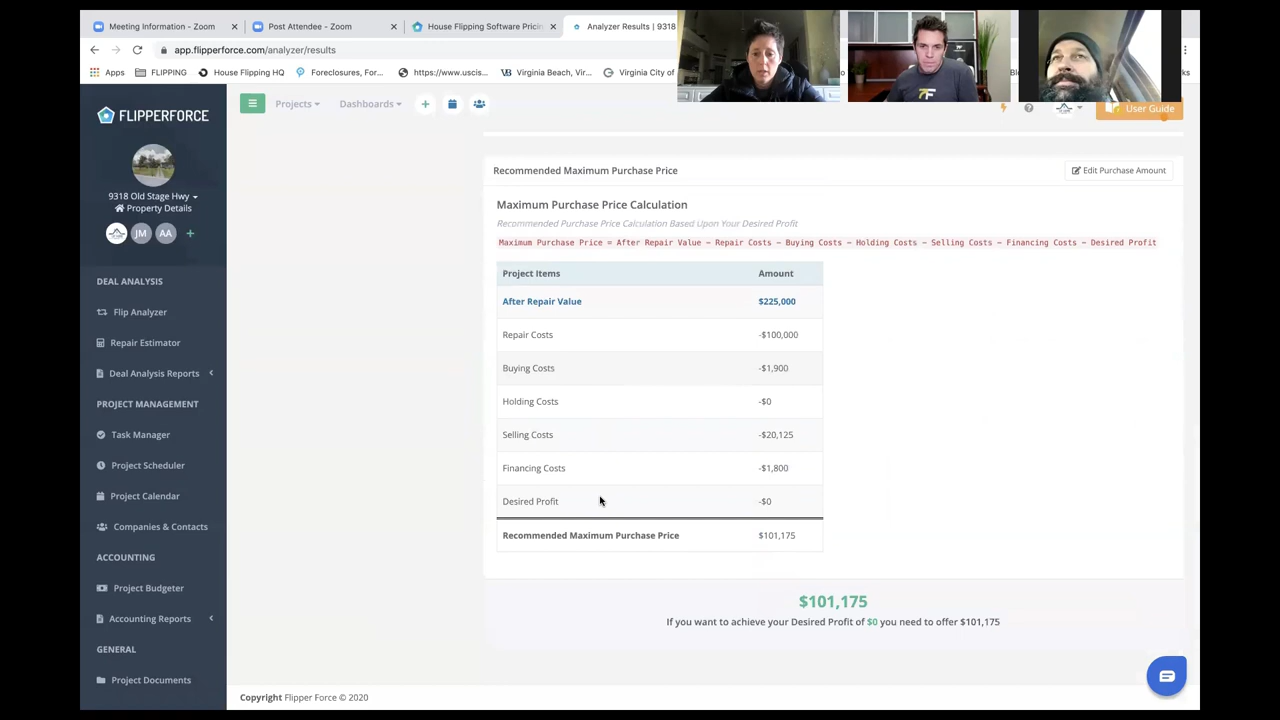 Meeting Information - Zoom
Post Attendee - Zoom
House Flipping Software Pricin
Analyzer Results | 9318
app.flipperforce.com/analyzer/results
Apps
FLIPPING
House Flipping HQ
Foreclosures, For...
https://www.uscis...
Virginia Beach, Vir...
Virginia City of
FLIPPERFORCE
Projects
Dashboards
User Guide
9318 Old Stage Hwy
Property Details
JM
AA
DEAL ANALYSIS
Flip Analyzer
Repair Estimator
Deal Analysis Reports
PROJECT MANAGEMENT
Task Manager
Project Scheduler
Project Calendar
Companies & Contacts
ACCOUNTING
Project Budgeter
Accounting Reports
GENERAL
Project Documents
Recommended Maximum Purchase Price
Edit Purchase Amount
Maximum Purchase Price Calculation
Recommended Purchase Price Calculation Based Upon Your Desired Profit
Maximum Purchase Price = After Repair Value − Repair Costs − Buying Costs − Holding Costs − Selling Costs − Financing Costs − Desired Profit
Project Items Amount
After Repair Value $225,000
Repair Costs -$100,000
Buying Costs -$1,900
Holding Costs -$0
Selling Costs -$20,125
Financing Costs -$1,800
Desired Profit -$0
Recommended Maximum Purchase Price $101,175
$101,175
If you want to achieve your Desired Profit of $0 you need to offer $101,175
Copyright Flipper Force © 2020